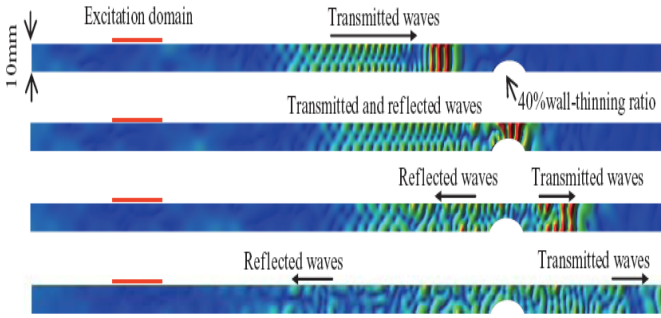 Excitation domain
Transmitted waves
10mm
40%wall-thinning ratio
Transmitted and reflected waves
Reflected waves
Transmitted waves
Reflected waves
Transmitted waves